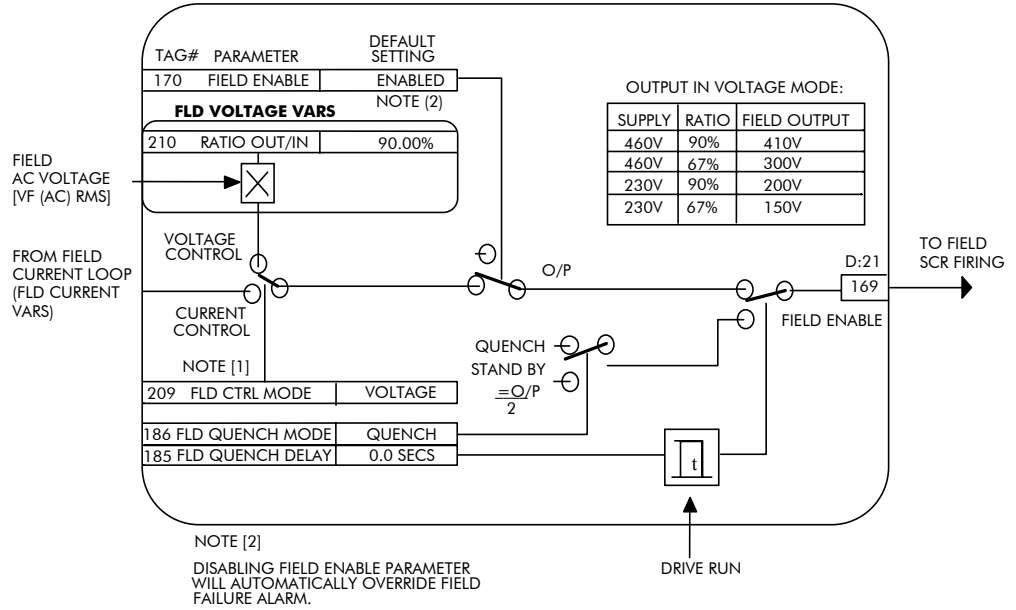 TAG# PARAMETER DEFAULT SETTING
170 FIELD ENABLE ENABLED
NOTE (2)
FLD VOLTAGE VARS
210 RATIO OUT/IN 90.00%
FIELD
AC VOLTAGE
[VF (AC) RMS]
OUTPUT IN VOLTAGE MODE:
SUPPLY RATIO FIELD OUTPUT
460V 90% 410V
460V 67% 300V
230V 90% 200V
230V 67% 150V
VOLTAGE
CONTROL
FROM FIELD
CURRENT LOOP
(FLD CURRENT
VARS)
CURRENT
CONTROL
O/P
D:21
169
FIELD ENABLE
TO FIELD
SCR FIRING
NOTE [1]
QUENCH
STAND BY
=O/P
2
209 FLD CTRL MODE VOLTAGE
186 FLD QUENCH MODE QUENCH
185 FLD QUENCH DELAY 0.0 SECS
t
DRIVE RUN
NOTE [2]
DISABLING FIELD ENABLE PARAMETER
WILL AUTOMATICALLY OVERRIDE FIELD
FAILURE ALARM.